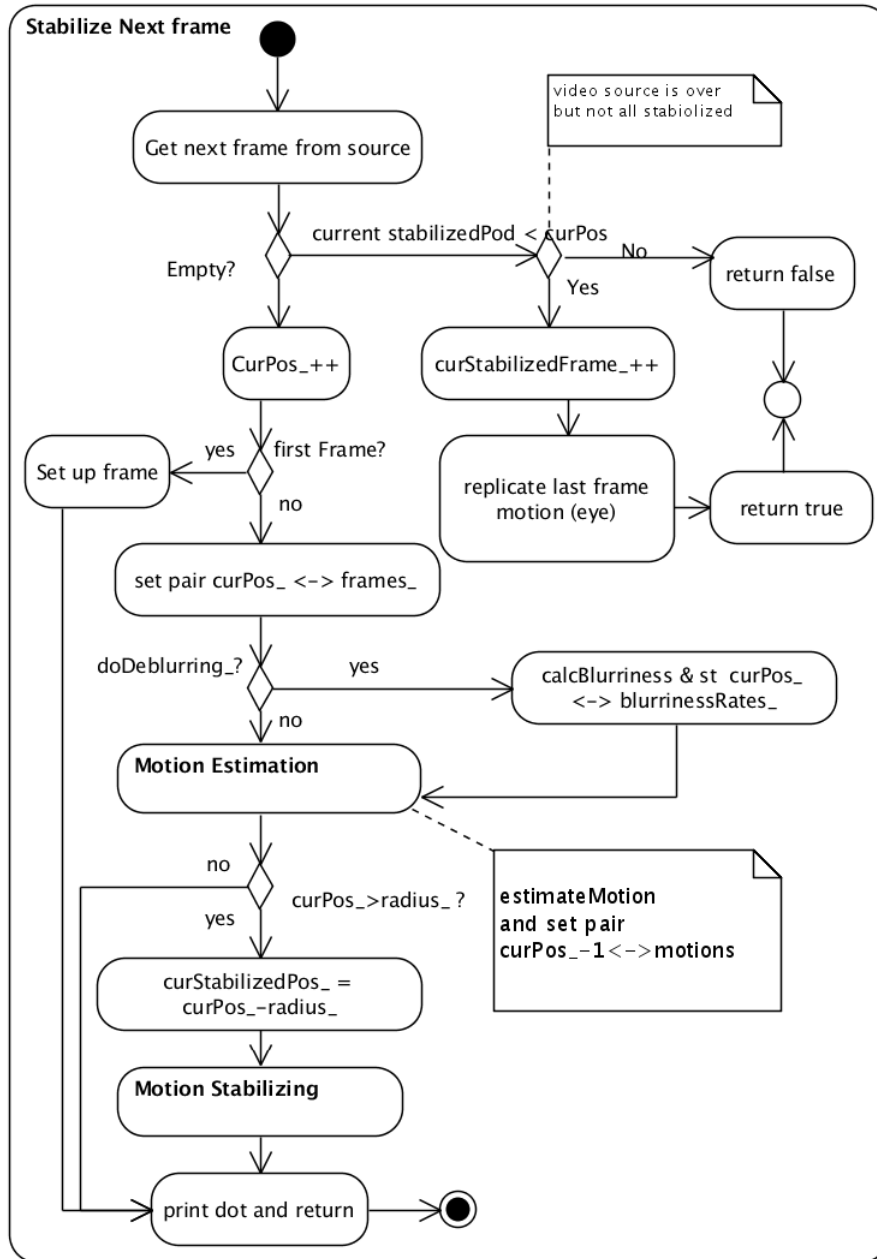 Stabilize Next frame
video source is over
but not all stabiolized
Get next frame from source
current stabilizedPod < curPos
No
Empty?
return false
Yes
CurPos_++
curStabilizedFrame_++
yes
first Frame?
Set up frame
replicate last frame
motion (eye)
return true
no
set pair curPos_ <-> frames_
doDeblurring_?
yes
calcBlurriness & st curPos_
<-> blurrinessRates_
no
Motion Estimation
no
curPos_>radius_ ?
yes
estimateMotion
and set pair
curPos_-1<->motions
curStabilizedPos_ =
curPos_-radius_
Motion Stabilizing
print dot and return